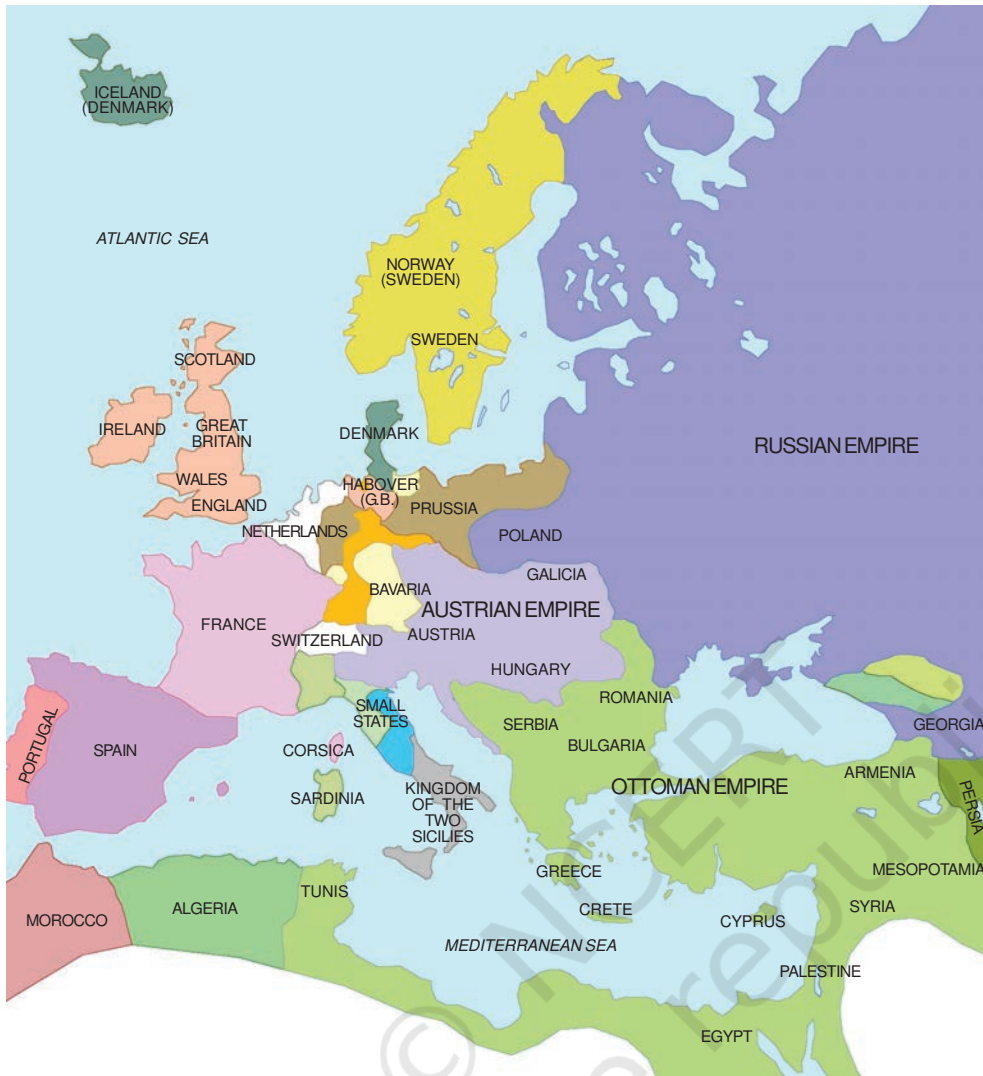 ICELAND
(DENMARK)
ATLANTIC SEA
NORWAY
(SWEDEN)
SWEDEN
SCOTLAND
IRELAND
GREAT
BRITAIN
DENMARK
RUSSIAN EMPIRE
WALES
ENGLAND
HABOVER
(G.B.)
PRUSSIA
NETHERLANDS
POLAND
GALICIA
BAVARIA
AUSTRIAN EMPIRE
FRANCE
SWITZERLAND
AUSTRIA
HUNGARY
ROMANIA
SMALL
STATES
SERBIA
GEORGIA
PORTUGAL
SPAIN
CORSICA
BULGARIA
ARMENIA
OTTOMAN EMPIRE
PERSIA
SARDINIA
KINGDOM
OF THE
TWO
SICILIES
GREECE
MESOPOTAMIA
TUNIS
ALGERIA
CRETE
SYRIA
MOROCCO
CYPRUS
MEDITERRANEAN SEA
PALESTINE
EGYPT
© NCERT
republi